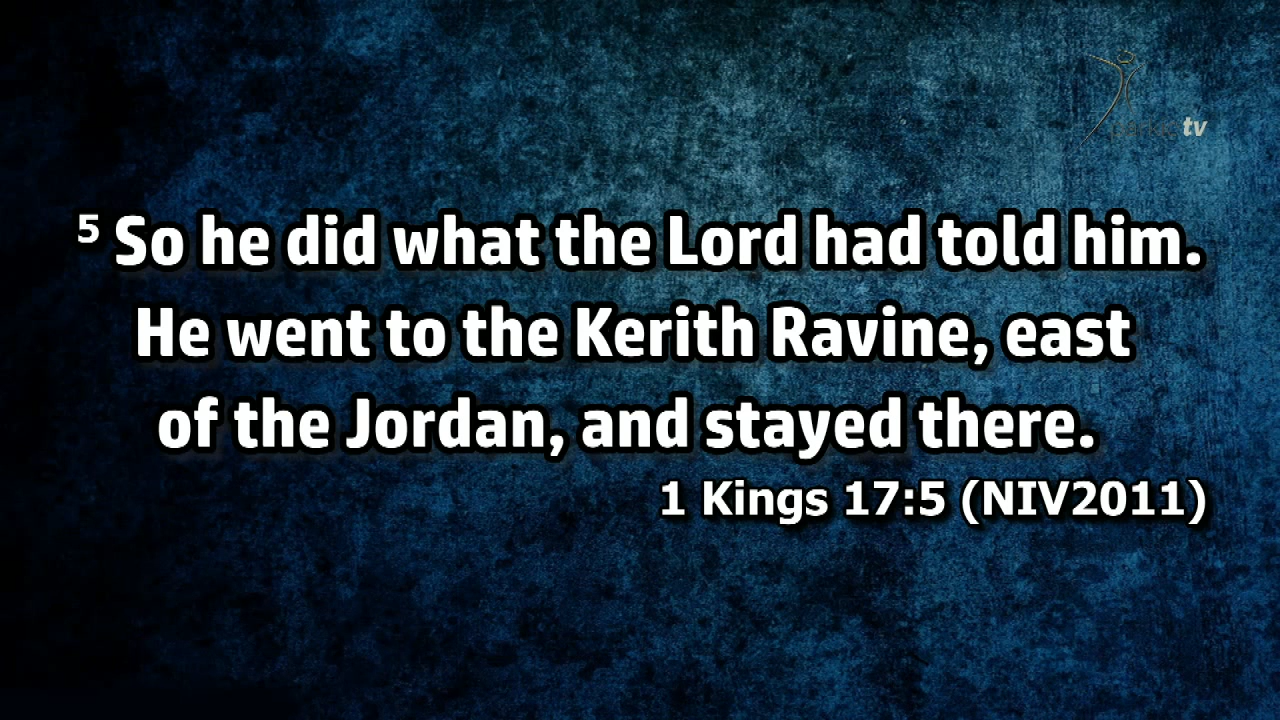 tv
⁵ So he did what the Lord had told him.
He went to the Kerith Ravine, east
of the Jordan, and stayed there.
1 Kings 17:5 (NIV2011)